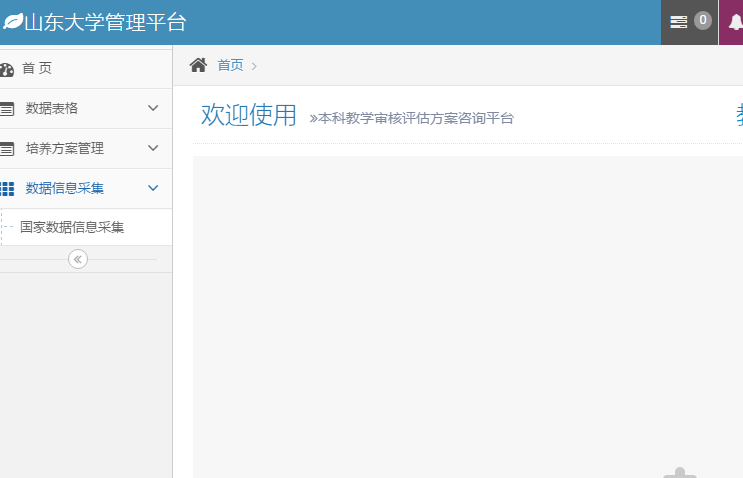 山东大学管理平台
0
首 页
数据表格
培养方案管理
数据信息采集
国家数据信息采集
首页
欢迎使用 »本科教学审核评估方案咨询平台